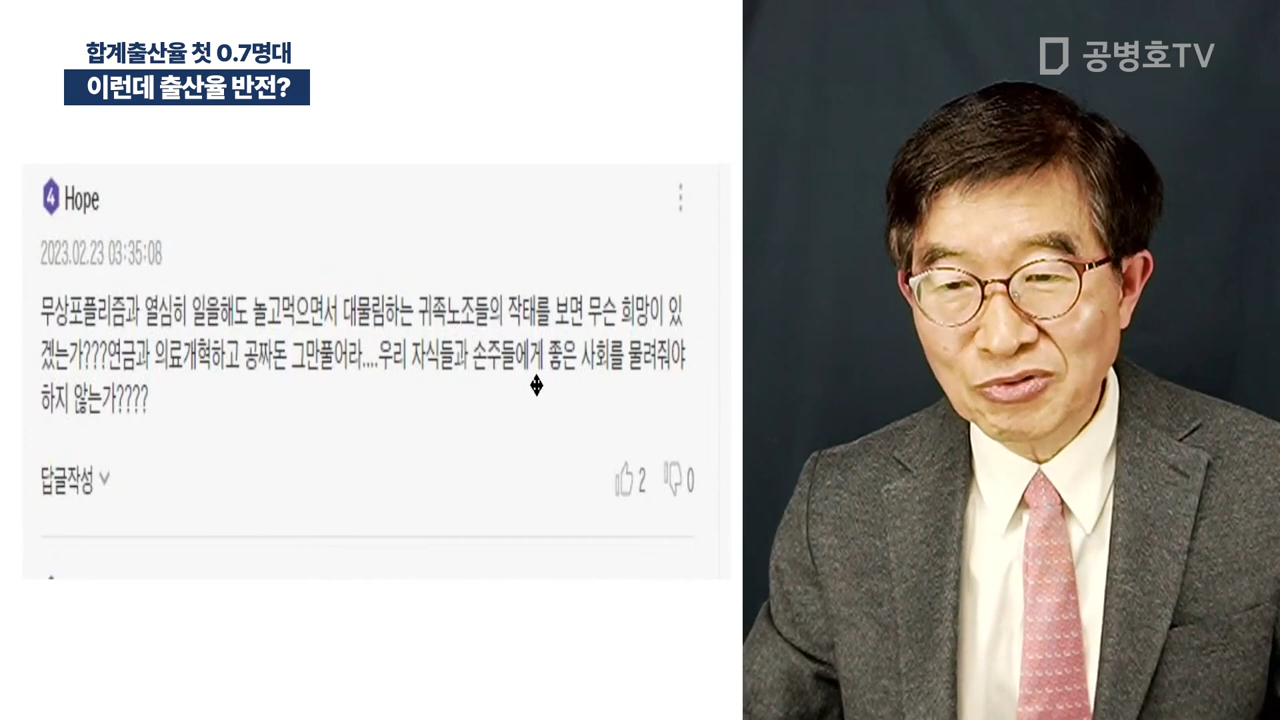 합계출산율 첫 0.7명대
이런데 출산율 반전?
공병호TV
4 Hope
2023.02.23 03:35:08
무상포플리즘과 열심히 일을해도 놀고먹으면서 대물림하는 귀족노조들의 작태를 보면 무슨 희망이 있
겠는가???연금과 의료개혁하고 공짜돈 그만풀어라....우리 자식들과 손주들에게 좋은 사회를 물려줘야
하지 않는가????
답글작성
2 0